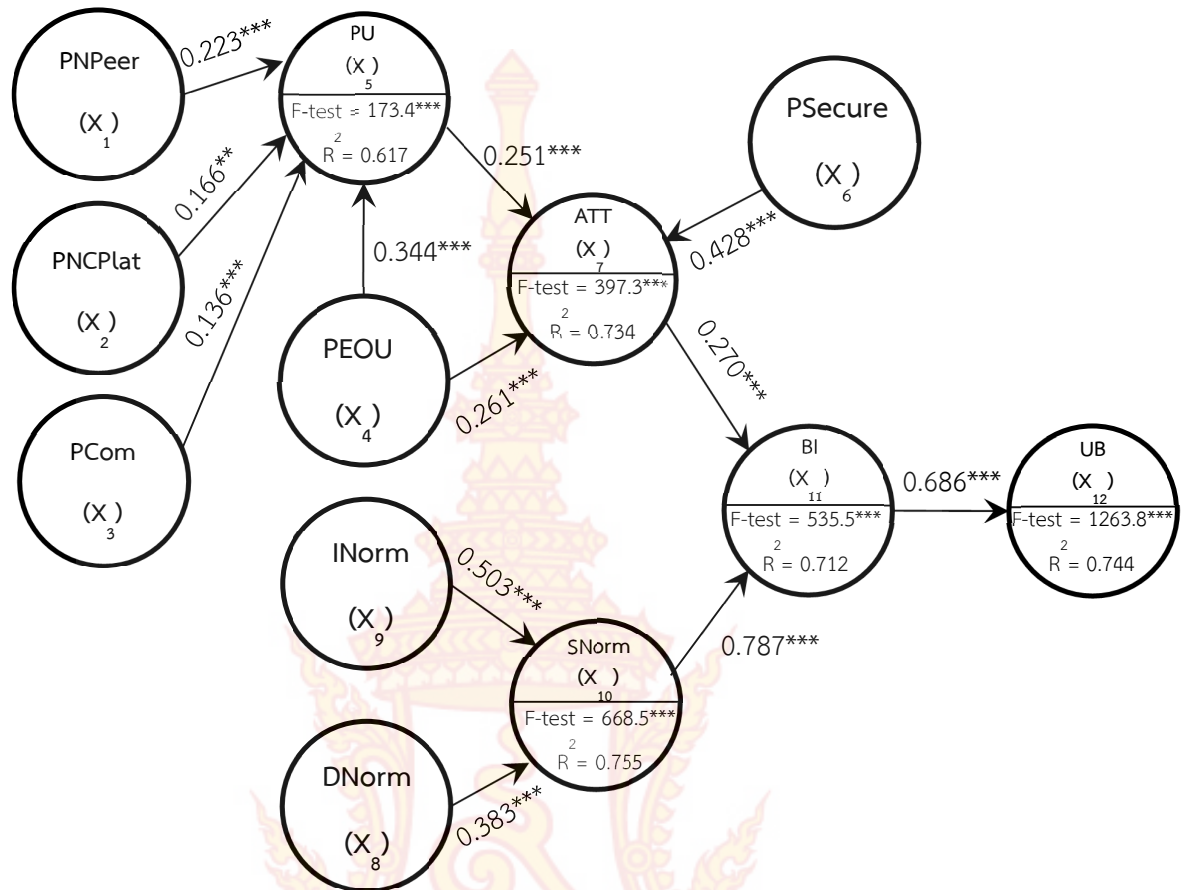 PNPeer
(X₁)
0.223***
PU
(X₅)
F-test = 173.4***
R² = 0.617
PSecure
(X₆)
0.166**
0.251***
PNCPlat
(X₂)
ATT
(X₇)
F-test = 397.3***
R² = 0.734
0.428***
0.136***
0.344***
PEOU
(X₄)
0.261***
0.270***
PCom
(X₃)
BI
(X₁₁)
F-test = 535.5***
R² = 0.712
0.686***
UB
(X₁₂)
F-test = 1263.8***
R² = 0.744
INorm
(X₉)
0.503***
SNorm
(X₁₀)
F-test = 668.5***
R² = 0.755
0.787***
DNorm
(X₈)
0.383***